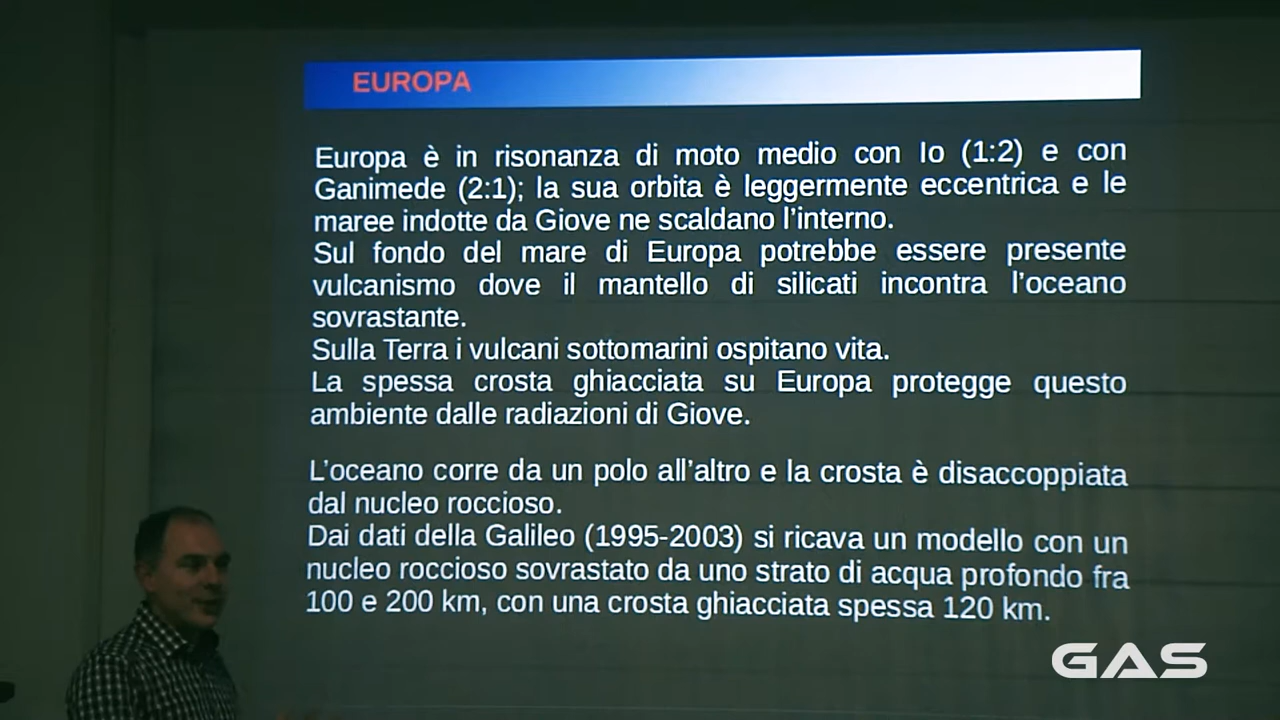 EUROPA
Europa è in risonanza di moto medio con Io (1:2) e con
Ganimede (2:1); la sua orbita è leggermente eccentrica e le
maree indotte da Giove ne scaldano l'interno.
Sul fondo del mare di Europa potrebbe essere presente
vulcanismo dove il mantello di silicati incontra l'oceano
sovrastante.
Sulla Terra i vulcani sottomarini ospitano vita.
La spessa crosta ghiacciata su Europa protegge questo
ambiente dalle radiazioni di Giove.
L'oceano corre da un polo all'altro e la crosta è disaccoppiata
dal nucleo roccioso.
Dai dati della Galileo (1995-2003) si ricava un modello con un
nucleo roccioso sovrastato da uno strato di acqua profondo fra
100 e 200 km, con una crosta ghiacciata spessa 120 km.
GAS